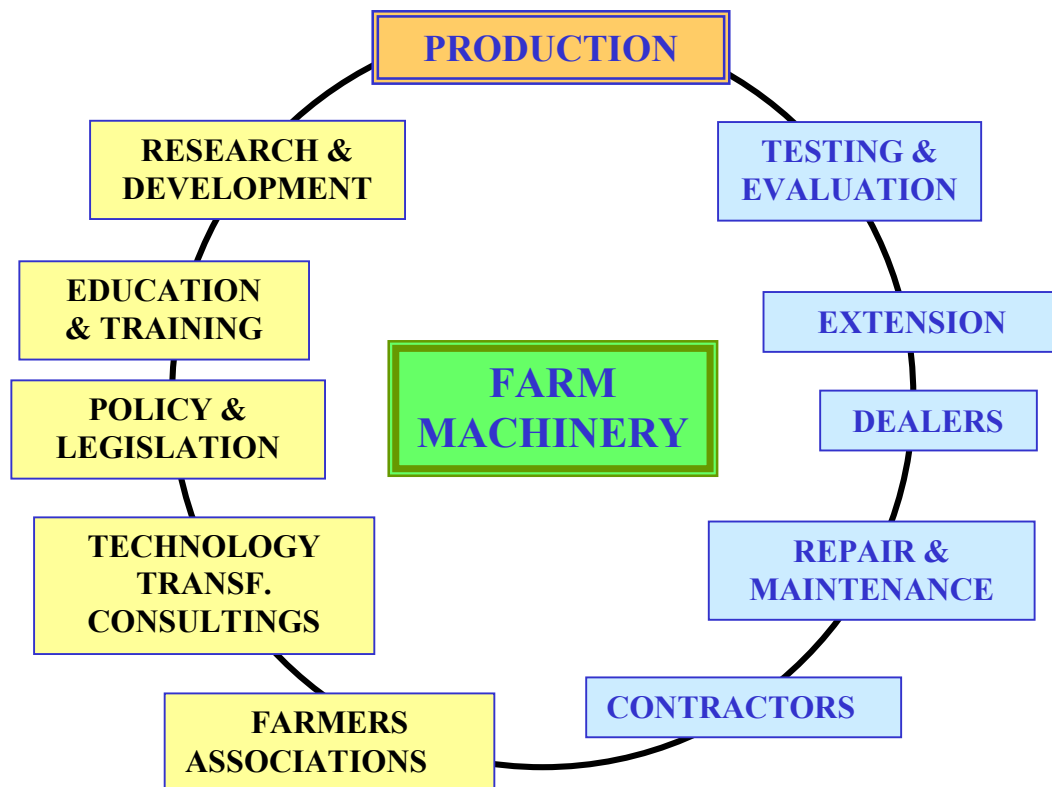 PRODUCTION
RESEARCH &
DEVELOPMENT
TESTING &
EVALUATION
EDUCATION
& TRAINING
EXTENSION
FARM
MACHINERY
POLICY &
LEGISLATION
DEALERS
TECHNOLOGY
TRANSF.
CONSULTINGS
REPAIR &
MAINTENANCE
FARMERS
ASSOCIATIONS
CONTRACTORS